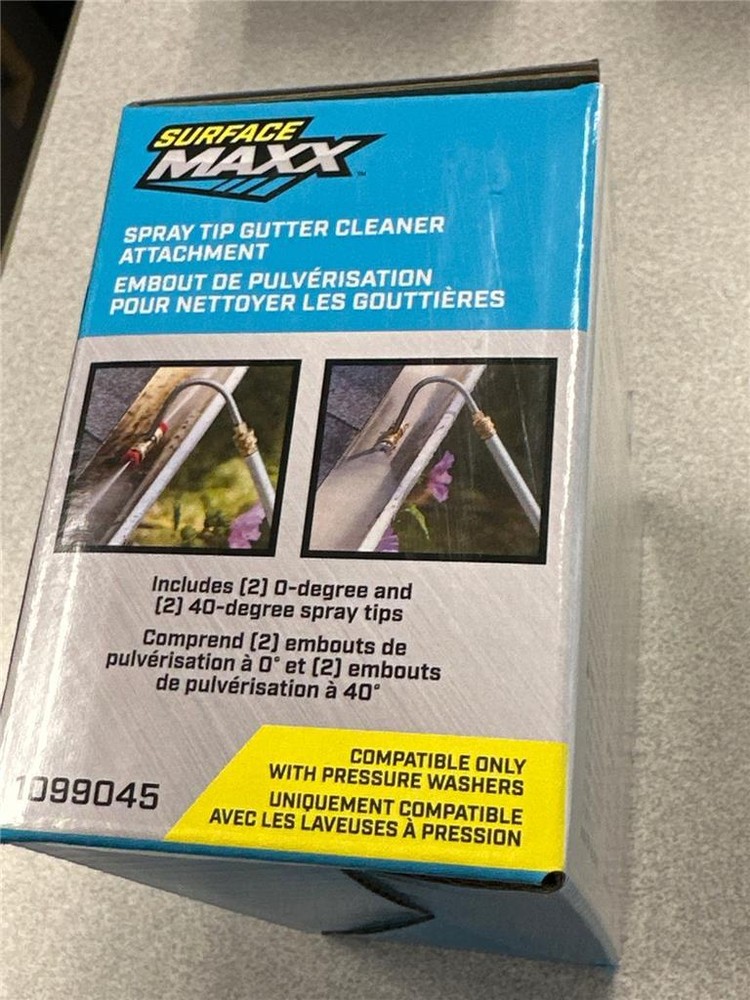 SURFACE
MAXX™
SPRAY TIP GUTTER CLEANER
ATTACHMENT
EMBOUT DE PULVÉRISATION
POUR NETTOYER LES GOUTTIÈRES
Includes (2) 0-degree and
(2) 40-degree spray tips
Comprend (2) embouts de
pulvérisation à 0° et (2) embouts
de pulvérisation à 40°
COMPATIBLE ONLY
WITH PRESSURE WASHERS
UNIQUEMENT COMPATIBLE
AVEC LES LAVEUSES À PRESSION
1099045